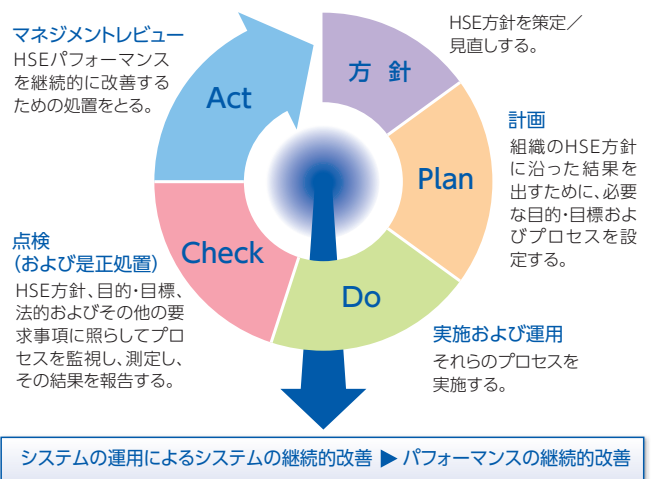 方 針
HSE方針を策定／
見直しする。
Plan
計画
組織のHSE方針
に沿った結果を
出すために、必要
な目的・目標およ
びプロセスを設
定する。
Do
実施および運用
それらのプロセスを
実施する。
Check
点検
（および是正処置）
HSE方針、目的・目標、
法的およびその他の要
求事項に照らしてプロ
セスを監視し、測定し、
その結果を報告する。
Act
マネジメントレビュー
HSEパフォーマンス
を継続的に改善する
ための処置をとる。
システムの運用によるシステムの継続的改善 ▶ パフォーマンスの継続的改善